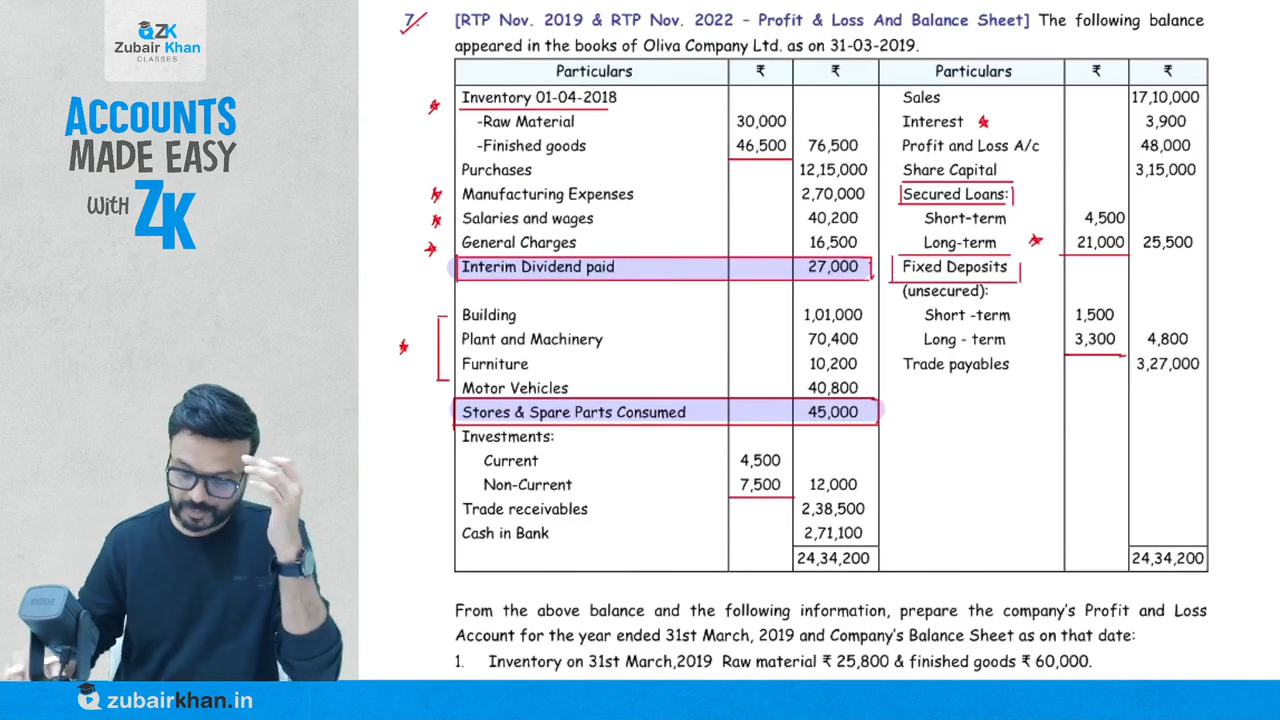 ZK
Zubair Khan
CLASSES
ACCOUNTS
MADE EASY
WITH ZK
7. [RTP Nov. 2019 & RTP Nov. 2022 – Profit & Loss And Balance Sheet] The following balance
appeared in the books of Oliva Company Ltd. as on 31-03-2019.
Particulars ₹ ₹ Particulars ₹ ₹
Inventory 01-04-2018 Sales 17,10,000
-Raw Material 30,000 Interest 3,900
-Finished goods 46,500 76,500 Profit and Loss A/c 48,000
Purchases 12,15,000 Share Capital 3,15,000
Manufacturing Expenses 2,70,000 Secured Loans:
Salaries and wages 40,200 Short-term 4,500
General Charges 16,500 Long-term 21,000 25,500
Interim Dividend paid 27,000 Fixed Deposits
(unsecured):
Building 1,01,000 Short -term 1,500
Plant and Machinery 70,400 Long - term 3,300 4,800
Furniture 10,200 Trade payables 3,27,000
Motor Vehicles 40,800
Stores & Spare Parts Consumed 45,000
Investments:
Current 4,500
Non-Current 7,500 12,000
Trade receivables 2,38,500
Cash in Bank 2,71,100
24,34,200 24,34,200
From the above balance and the following information, prepare the company's Profit and Loss
Account for the year ended 31st March, 2019 and Company's Balance Sheet as on that date:
1. Inventory on 31st March,2019 Raw material ₹ 25,800 & finished goods ₹ 60,000.
zubairkhan.in